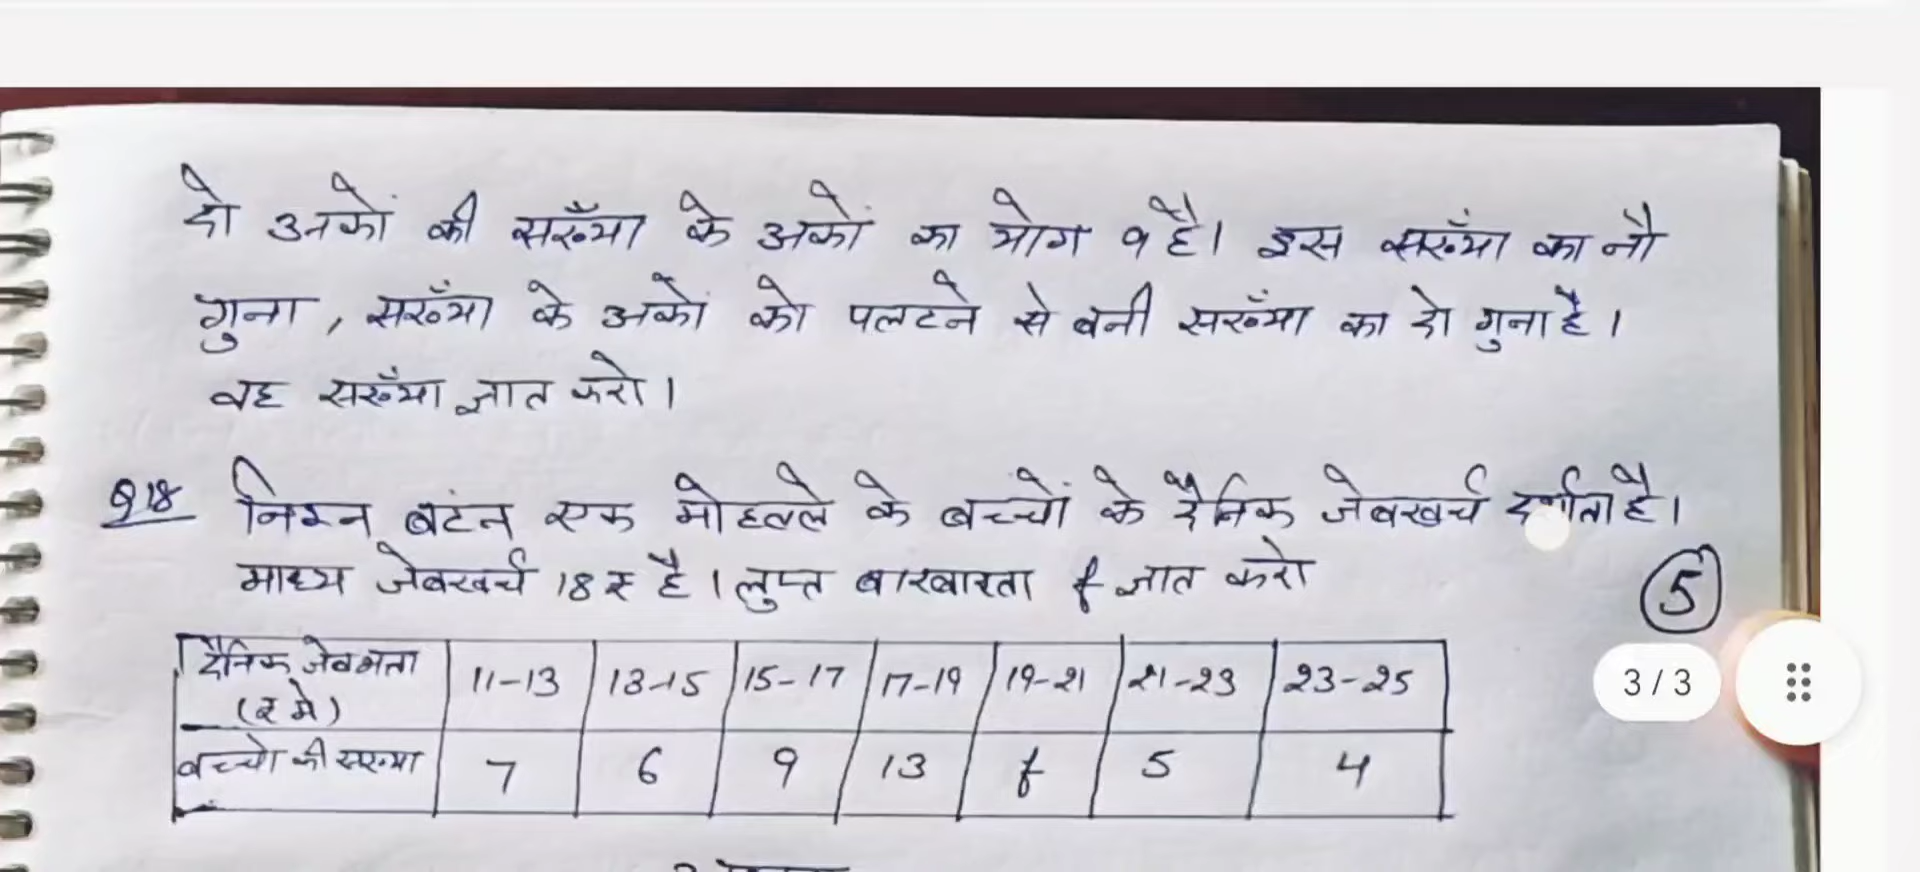 दो अंकों की संख्या के अंकों का योग 9 है। इस संख्या का नौ
गुना, संख्या के अंकों को पलटने से बनी संख्या का दो गुना है।
वह संख्या ज्ञात करो।
Q18 निम्न बटंन एक मोहल्ले के बच्चों के दैनिक जेबखर्च दर्शाता है।
माध्य जेबखर्च 18 ₹ है। लुप्त बारबारता f ज्ञात करो
5
दैनिक जेबभत्ता 11-13 13-15 15-17 17-19 19-21 21-23 23-25
(₹ मे)
बच्चो की संख्या 7 6 9 13 f 5 4
3 / 3